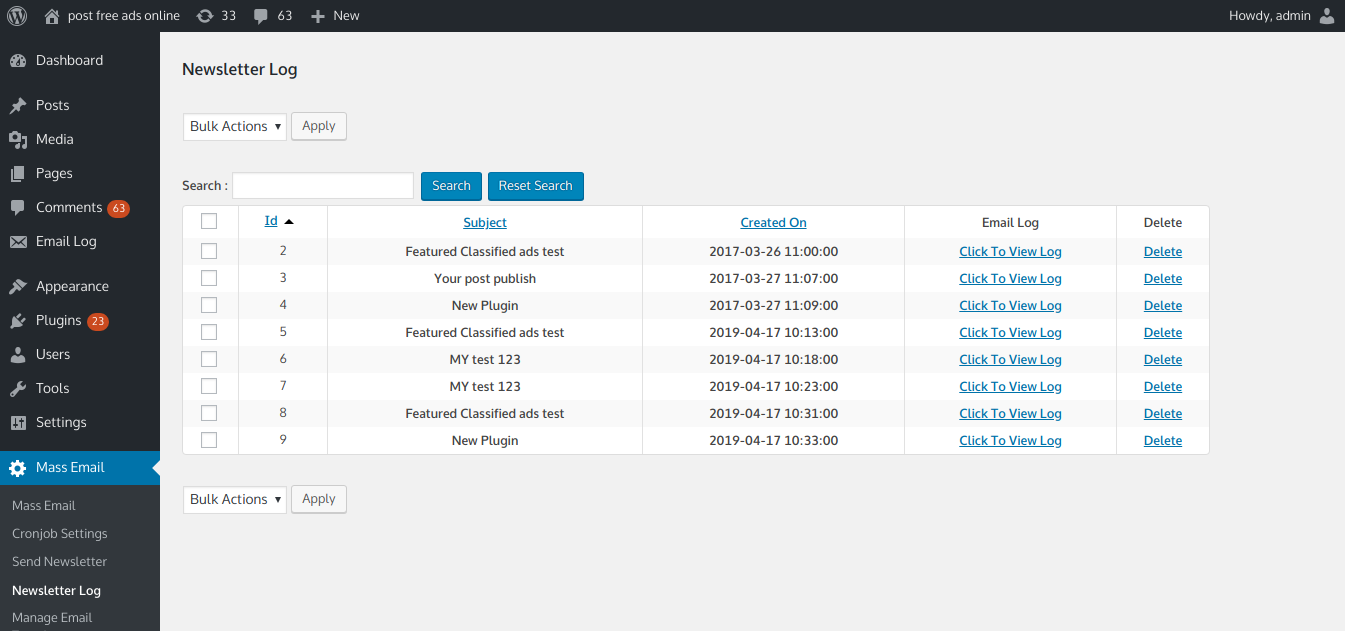 post free ads online 33 63 New Howdy, admin
Dashboard
Posts
Media
Pages
Comments 63
Email Log
Appearance
Plugins 23
Users
Tools
Settings
Mass Email
Mass Email
Cronjob Settings
Send Newsletter
Newsletter Log
Manage Email
Newsletter Log
Bulk Actions Apply
Search : Search Reset Search
Id Subject Created On Email Log Delete
2 Featured Classified ads test 2017-03-26 11:00:00 Click To View Log Delete
3 Your post publish 2017-03-27 11:07:00 Click To View Log Delete
4 New Plugin 2017-03-27 11:09:00 Click To View Log Delete
5 Featured Classified ads test 2019-04-17 10:13:00 Click To View Log Delete
6 MY test 123 2019-04-17 10:18:00 Click To View Log Delete
7 MY test 123 2019-04-17 10:23:00 Click To View Log Delete
8 Featured Classified ads test 2019-04-17 10:31:00 Click To View Log Delete
9 New Plugin 2019-04-17 10:33:00 Click To View Log Delete
Bulk Actions Apply